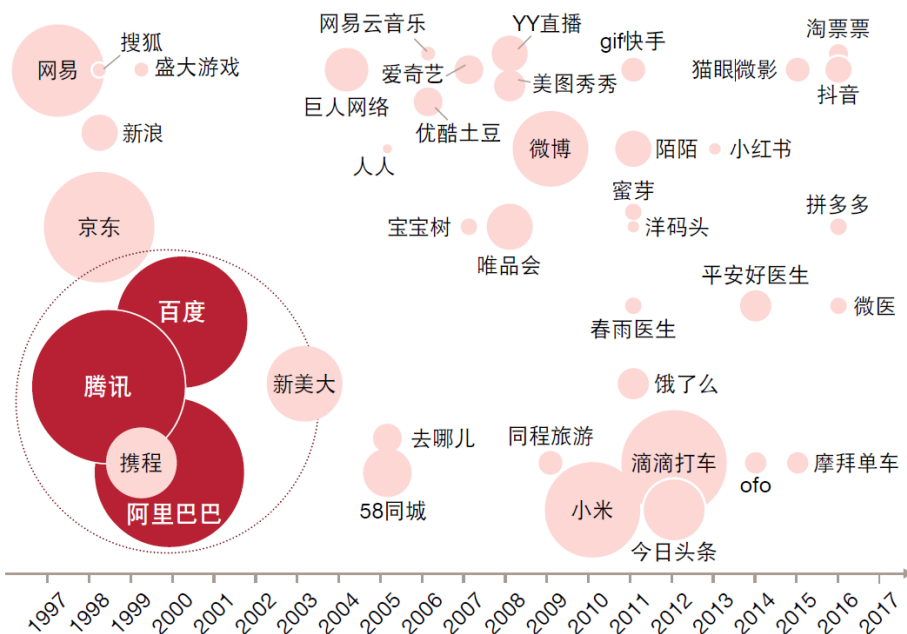 网易云音乐
YY直播
淘票票
搜狐
gif快手
网易
盛大游戏
爱奇艺
美图秀秀
猫眼微影
抖音
巨人网络
新浪
优酷土豆
微博
陌陌
小红书
人人
蜜芽
京东
宝宝树
洋码头
拼多多
唯品会
平安好医生
百度
春雨医生
微医
腾讯
新美大
饿了么
去哪儿
同程旅游
携程
滴滴打车
摩拜单车
ofo
阿里巴巴
58同城
小米
今日头条
1997 1998 1999 2000 2001 2002 2003 2004 2005 2006 2007 2008 2009 2010 2011 2012 2013 2014 2015 2016 2017